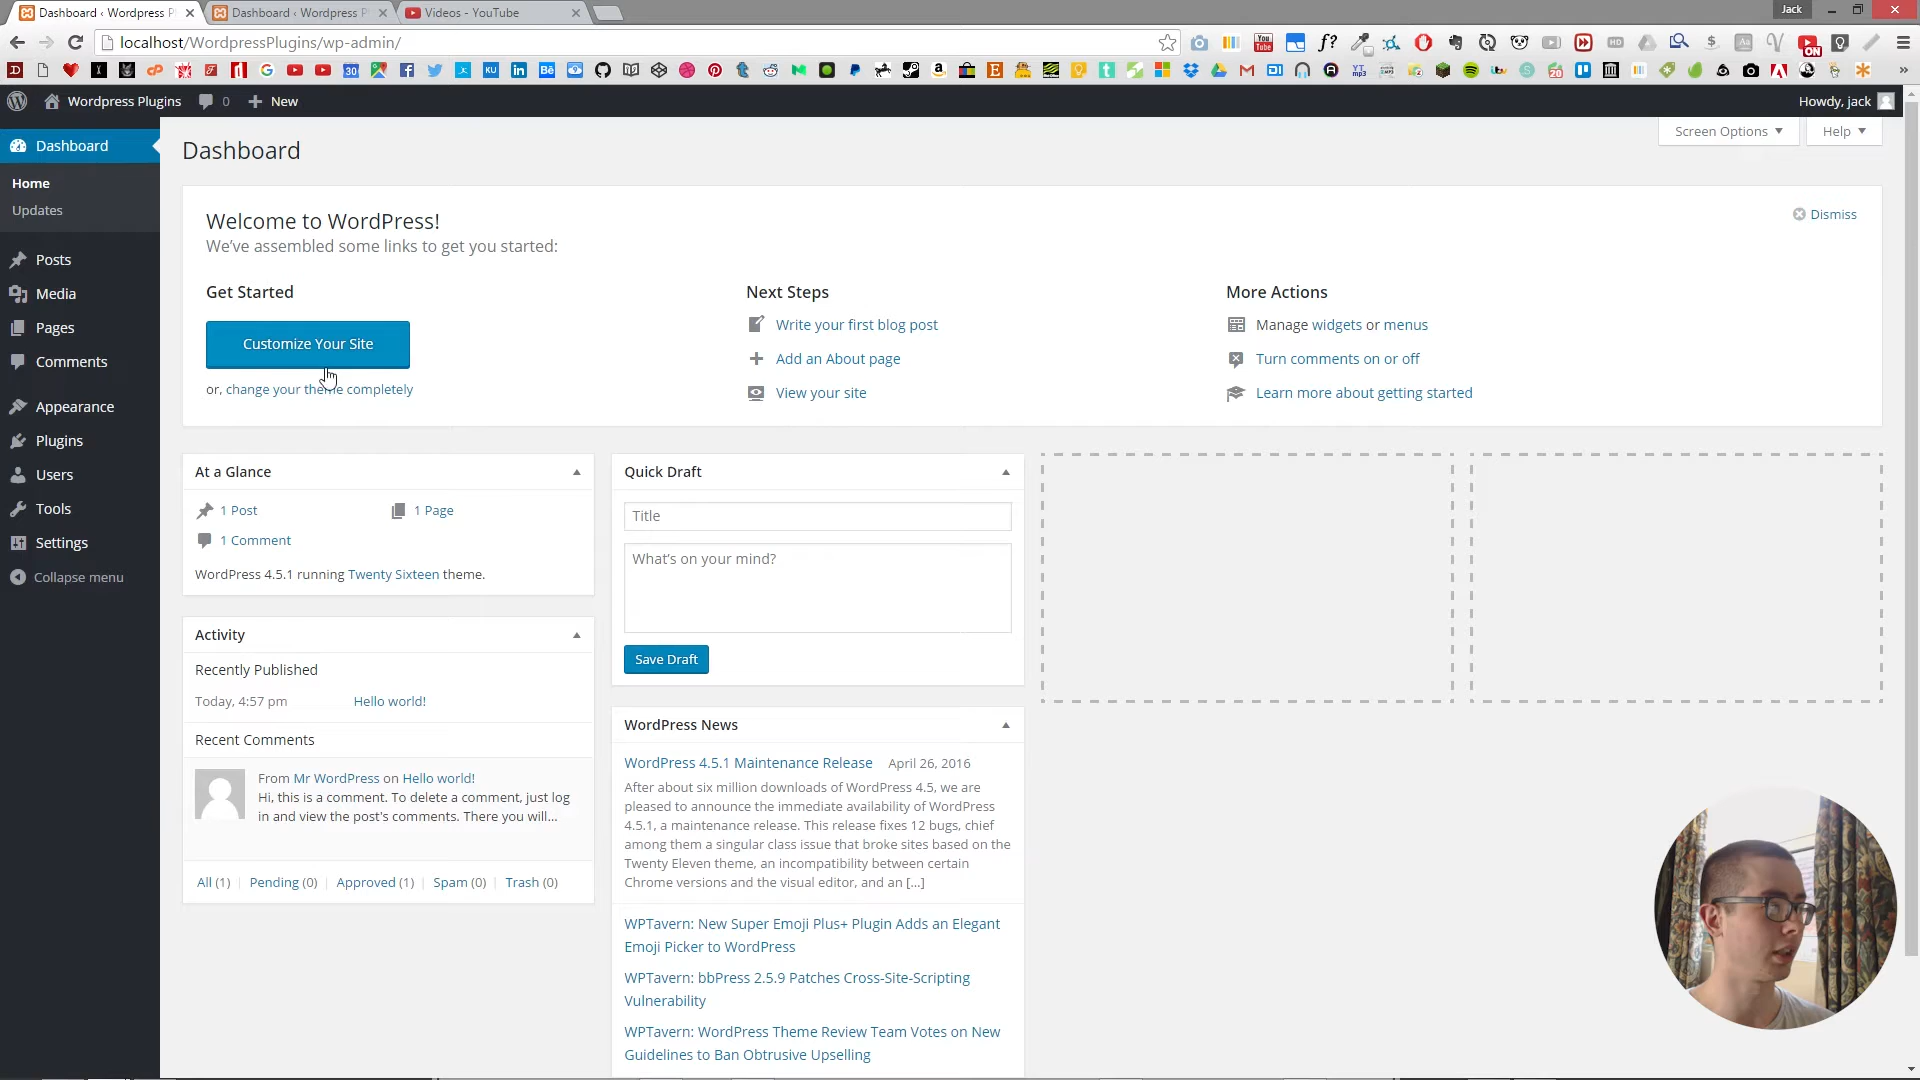 Dashboard ‹ Wordpress P
Dashboard ‹ Wordpress P
Videos - YouTube
Jack
localhost/WordpressPlugins/wp-admin/
Wordpress Plugins
0
New
Howdy, jack
Dashboard
Home
Updates
Posts
Media
Pages
Comments
Appearance
Plugins
Users
Tools
Settings
Collapse menu
Dashboard
Screen Options
Help
Welcome to WordPress!
We've assembled some links to get you started:
Dismiss
Get Started
Customize Your Site
or, change your theme completely
Next Steps
Write your first blog post
Add an About page
View your site
More Actions
Manage widgets or menus
Turn comments on or off
Learn more about getting started
At a Glance
1 Post
1 Page
1 Comment
WordPress 4.5.1 running Twenty Sixteen theme.
Activity
Recently Published
Today, 4:57 pm
Hello world!
Recent Comments
From Mr WordPress on Hello world!
Hi, this is a comment. To delete a comment, just log
in and view the post's comments. There you will...
All (1) | Pending (0) | Approved (1) | Spam (0) | Trash (0)
Quick Draft
Title
What's on your mind?
Save Draft
WordPress News
WordPress 4.5.1 Maintenance Release April 26, 2016
After about six million downloads of WordPress 4.5, we are
pleased to announce the immediate availability of WordPress
4.5.1, a maintenance release. This release fixes 12 bugs, chief
among them a singular class issue that broke sites based on the
Twenty Eleven theme, an incompatibility between certain
Chrome versions and the visual editor, and an [...]
WPTavern: New Super Emoji Plus+ Plugin Adds an Elegant
Emoji Picker to WordPress
WPTavern: bbPress 2.5.9 Patches Cross-Site-Scripting
Vulnerability
WPTavern: WordPress Theme Review Team Votes on New
Guidelines to Ban Obtrusive Upselling